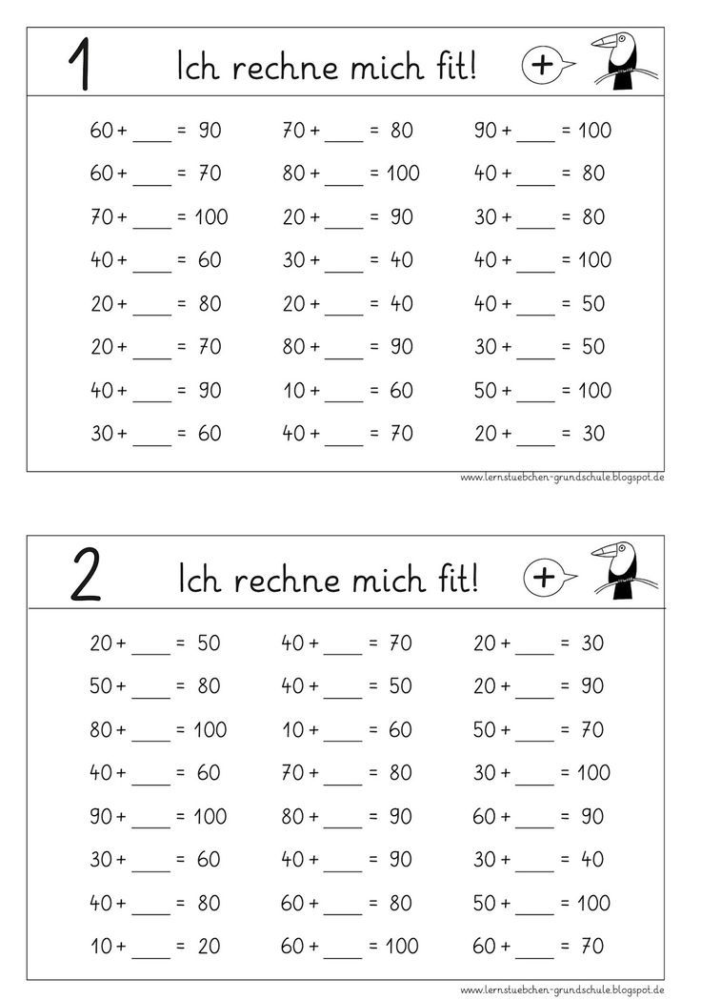 1 Ich rechne mich fit! +
60 + ____ = 90 70 + ____ = 80 90 + ____ = 100
60 + ____ = 70 80 + ____ = 100 40 + ____ = 80
70 + ____ = 100 20 + ____ = 90 30 + ____ = 80
40 + ____ = 60 30 + ____ = 40 40 + ____ = 100
20 + ____ = 80 20 + ____ = 40 40 + ____ = 50
20 + ____ = 70 80 + ____ = 90 30 + ____ = 50
40 + ____ = 90 10 + ____ = 60 50 + ____ = 100
30 + ____ = 60 40 + ____ = 70 20 + ____ = 30
www.lernstuebchen-grundschule.blogspot.de
2 Ich rechne mich fit! +
20 + ____ = 50 40 + ____ = 70 20 + ____ = 30
50 + ____ = 80 40 + ____ = 50 20 + ____ = 90
80 + ____ = 100 10 + ____ = 60 50 + ____ = 70
40 + ____ = 60 70 + ____ = 80 30 + ____ = 100
90 + ____ = 100 80 + ____ = 90 60 + ____ = 90
30 + ____ = 60 40 + ____ = 90 30 + ____ = 40
40 + ____ = 80 60 + ____ = 80 50 + ____ = 100
10 + ____ = 20 60 + ____ = 100 60 + ____ = 70
www.lernstuebchen-grundschule.blogspot.de